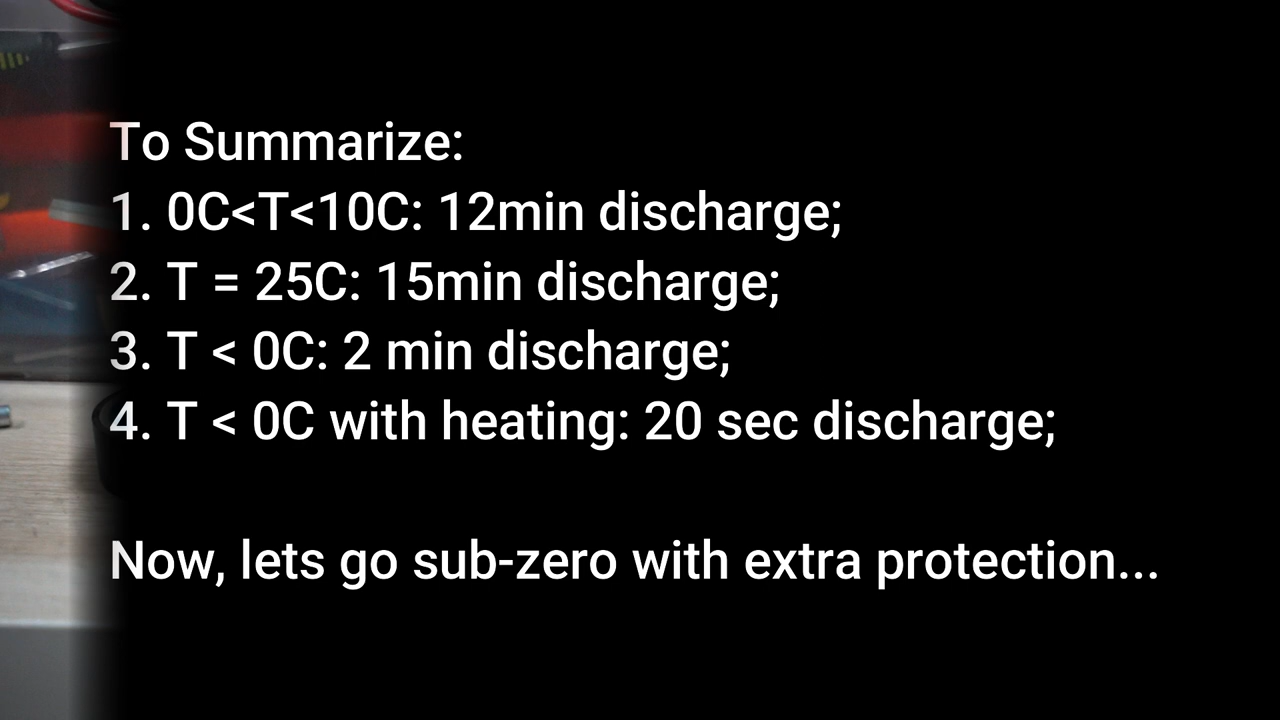 To Summarize:
1. 0C<T<10C: 12min discharge;
2. T = 25C: 15min discharge;
3. T < 0C: 2 min discharge;
4. T < 0C with heating: 20 sec discharge;
Now, lets go sub-zero with extra protection...